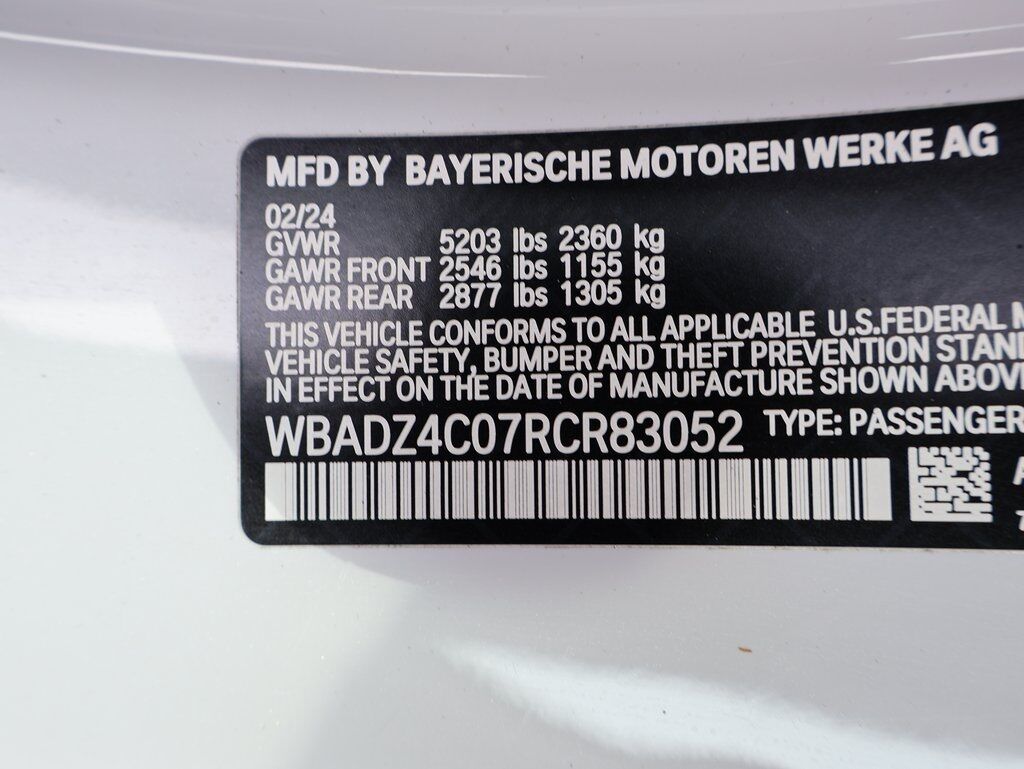 MFD BY BAYERISCHE MOTOREN WERKE AG
02/24
GVWR 5203 lbs 2360 kg
GAWR FRONT 2546 lbs 1155 kg
GAWR REAR 2877 lbs 1305 kg
THIS VEHICLE CONFORMS TO ALL APPLICABLE U.S.FEDERAL M
VEHICLE SAFETY, BUMPER AND THEFT PREVENTION STAND
IN EFFECT ON THE DATE OF MANUFACTURE SHOWN ABOV
WBADZ4C07RCR83052 TYPE: PASSENGER